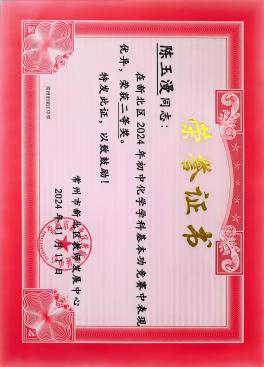 荣誉证书
陈玉漫同志：
在新北区2024年初中化学学科基本功竞赛中表现
优异，荣获二等奖。
特发此证，以致鼓励！
常州市新北区教师发展中心
2024年11月11日